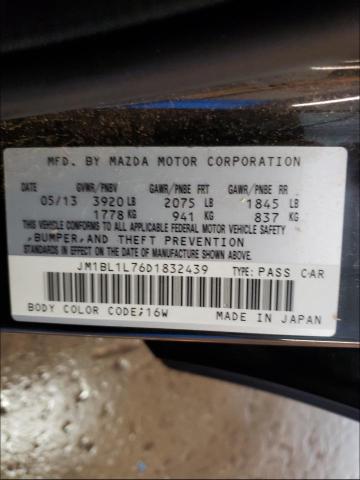 MFD. BY MAZDA MOTOR CORPORATION
DATE GVWR/PNBV GAWR/PNBE FRT GAWR/PNBE RR
05/13 3920 LB 2075 LB 1845 LB
1778 KG 941 KG 837 KG
THIS VEHICLE CONFORMS TO ALL APPLICABLE FEDERAL MOTOR VEHICLE SAFETY
,BUMPER,AND THEFT PREVENTION
STANDARDS IN EFFECT ON THE DATE OF MANUFACTURE SHOWN ABOVE.
JM1BL1L76D1832439 TYPE: PASS CAR
BODY COLOR CODE;16W MADE IN JAPAN